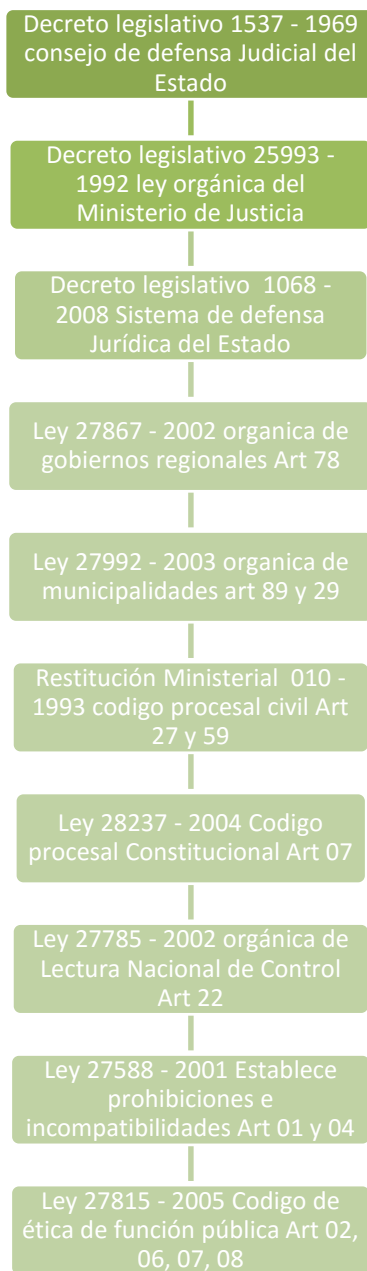 Decreto legislativo 1537 - 1969
consejo de defensa Judicial del
Estado
Decreto legislativo 25993 -
1992 ley orgánica del
Ministerio de Justicia
Decreto legislativo 1068 -
2008 Sistema de defensa
Jurídica del Estado
Ley 27867 - 2002 organica de
gobiernos regionales Art 78
Ley 27992 - 2003 organica de
municipalidades art 89 y 29
Restitución Ministerial 010 -
1993 codigo procesal civil Art
27 y 59
Ley 28237 - 2004 Codigo
procesal Constitucional Art 07
Ley 27785 - 2002 orgánica de
Lectura Nacional de Control
Art 22
Ley 27588 - 2001 Establece
prohibiciones e
incompatibilidades Art 01 y 04
Ley 27815 - 2005 Codigo de
ética de función pública Art 02,
06, 07, 08